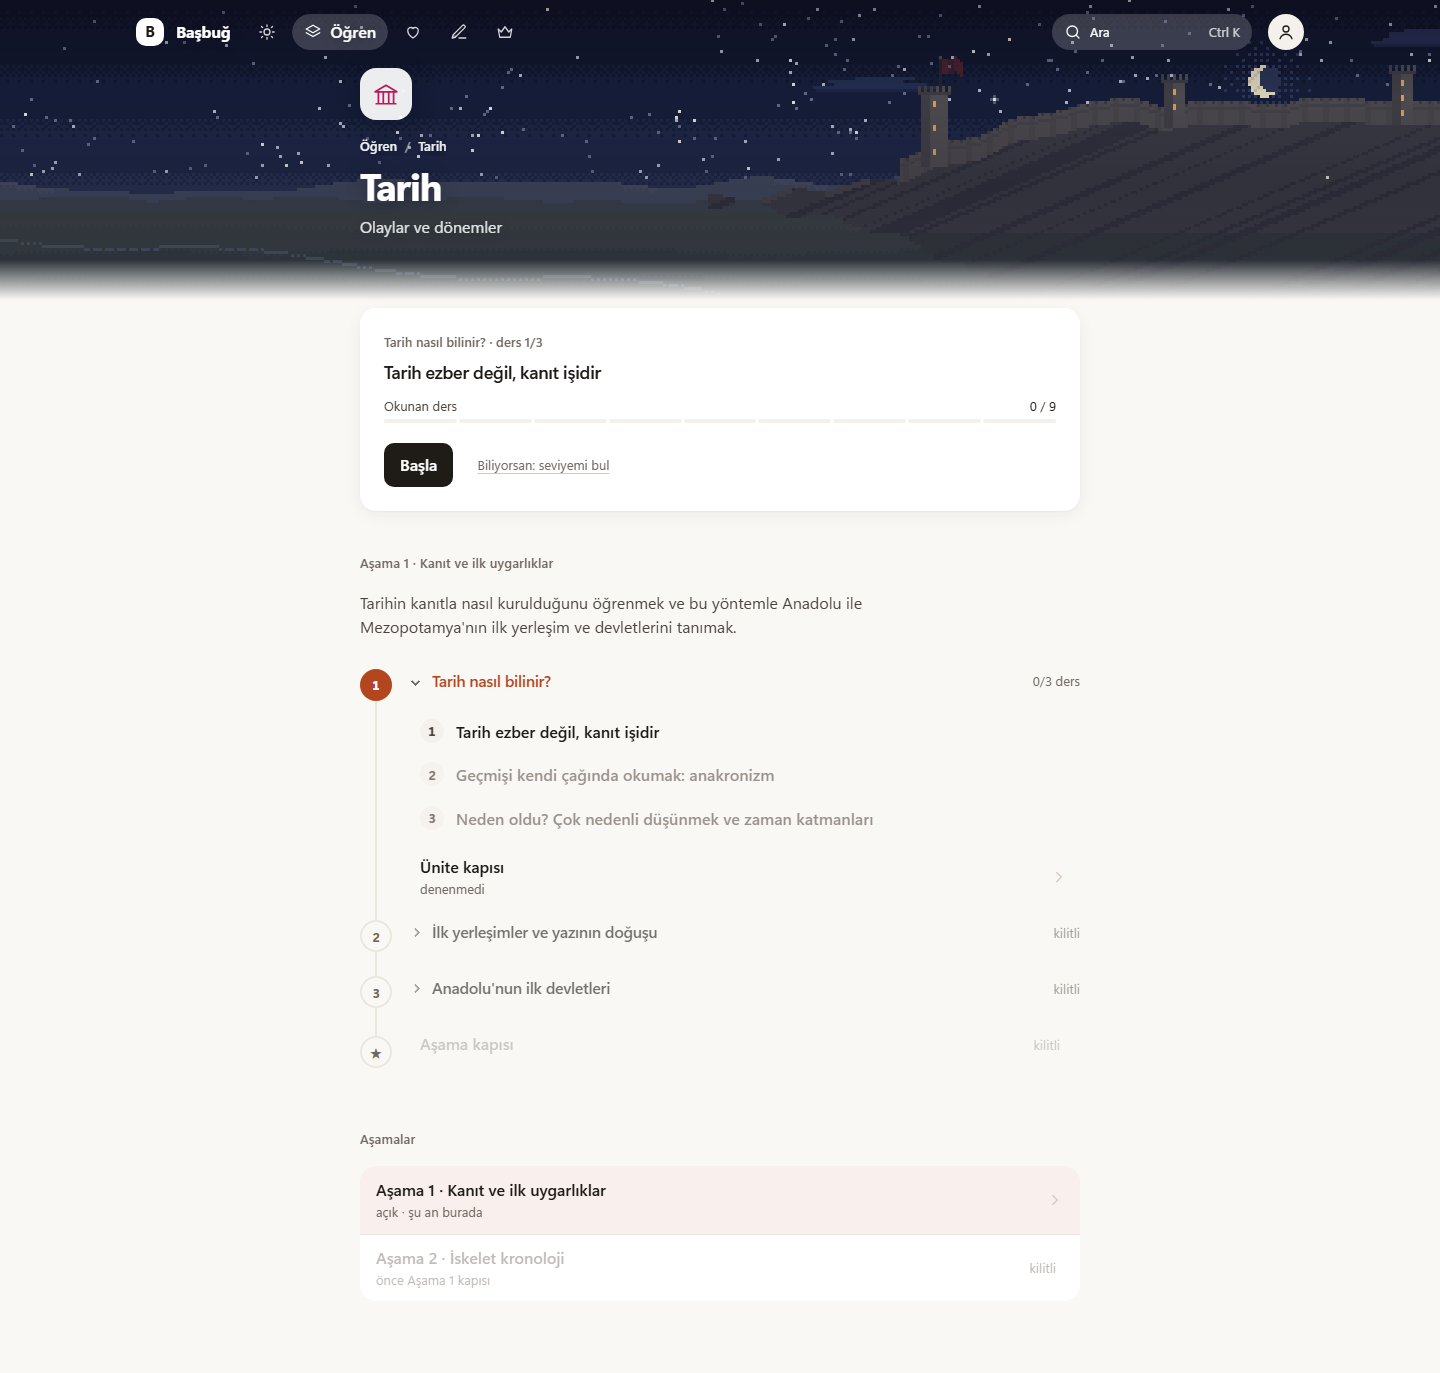 B Başbuğ Öğren Ara Ctrl K
Öğren / Tarih
Tarih
Olaylar ve dönemler
Tarih nasıl bilinir? · ders 1/3
Tarih ezber değil, kanıt işidir
Okunan ders 0 / 9
Başla Biliyorsan: seviyemi bul
Aşama 1 · Kanıt ve ilk uygarlıklar
Tarihin kanıtla nasıl kurulduğunu öğrenmek ve bu yöntemle Anadolu ile
Mezopotamya'nın ilk yerleşim ve devletlerini tanımak.
1 Tarih nasıl bilinir? 0/3 ders
1 Tarih ezber değil, kanıt işidir
2 Geçmişi kendi çağında okumak: anakronizm
3 Neden oldu? Çok nedenli düşünmek ve zaman katmanları
Ünite kapısı
denenmedi
2 İlk yerleşimler ve yazının doğuşu kilitli
3 Anadolu'nun ilk devletleri kilitli
★ Aşama kapısı kilitli
Aşamalar
Aşama 1 · Kanıt ve ilk uygarlıklar
açık · şu an burada
Aşama 2 · İskelet kronoloji kilitli
önce Aşama 1 kapısı